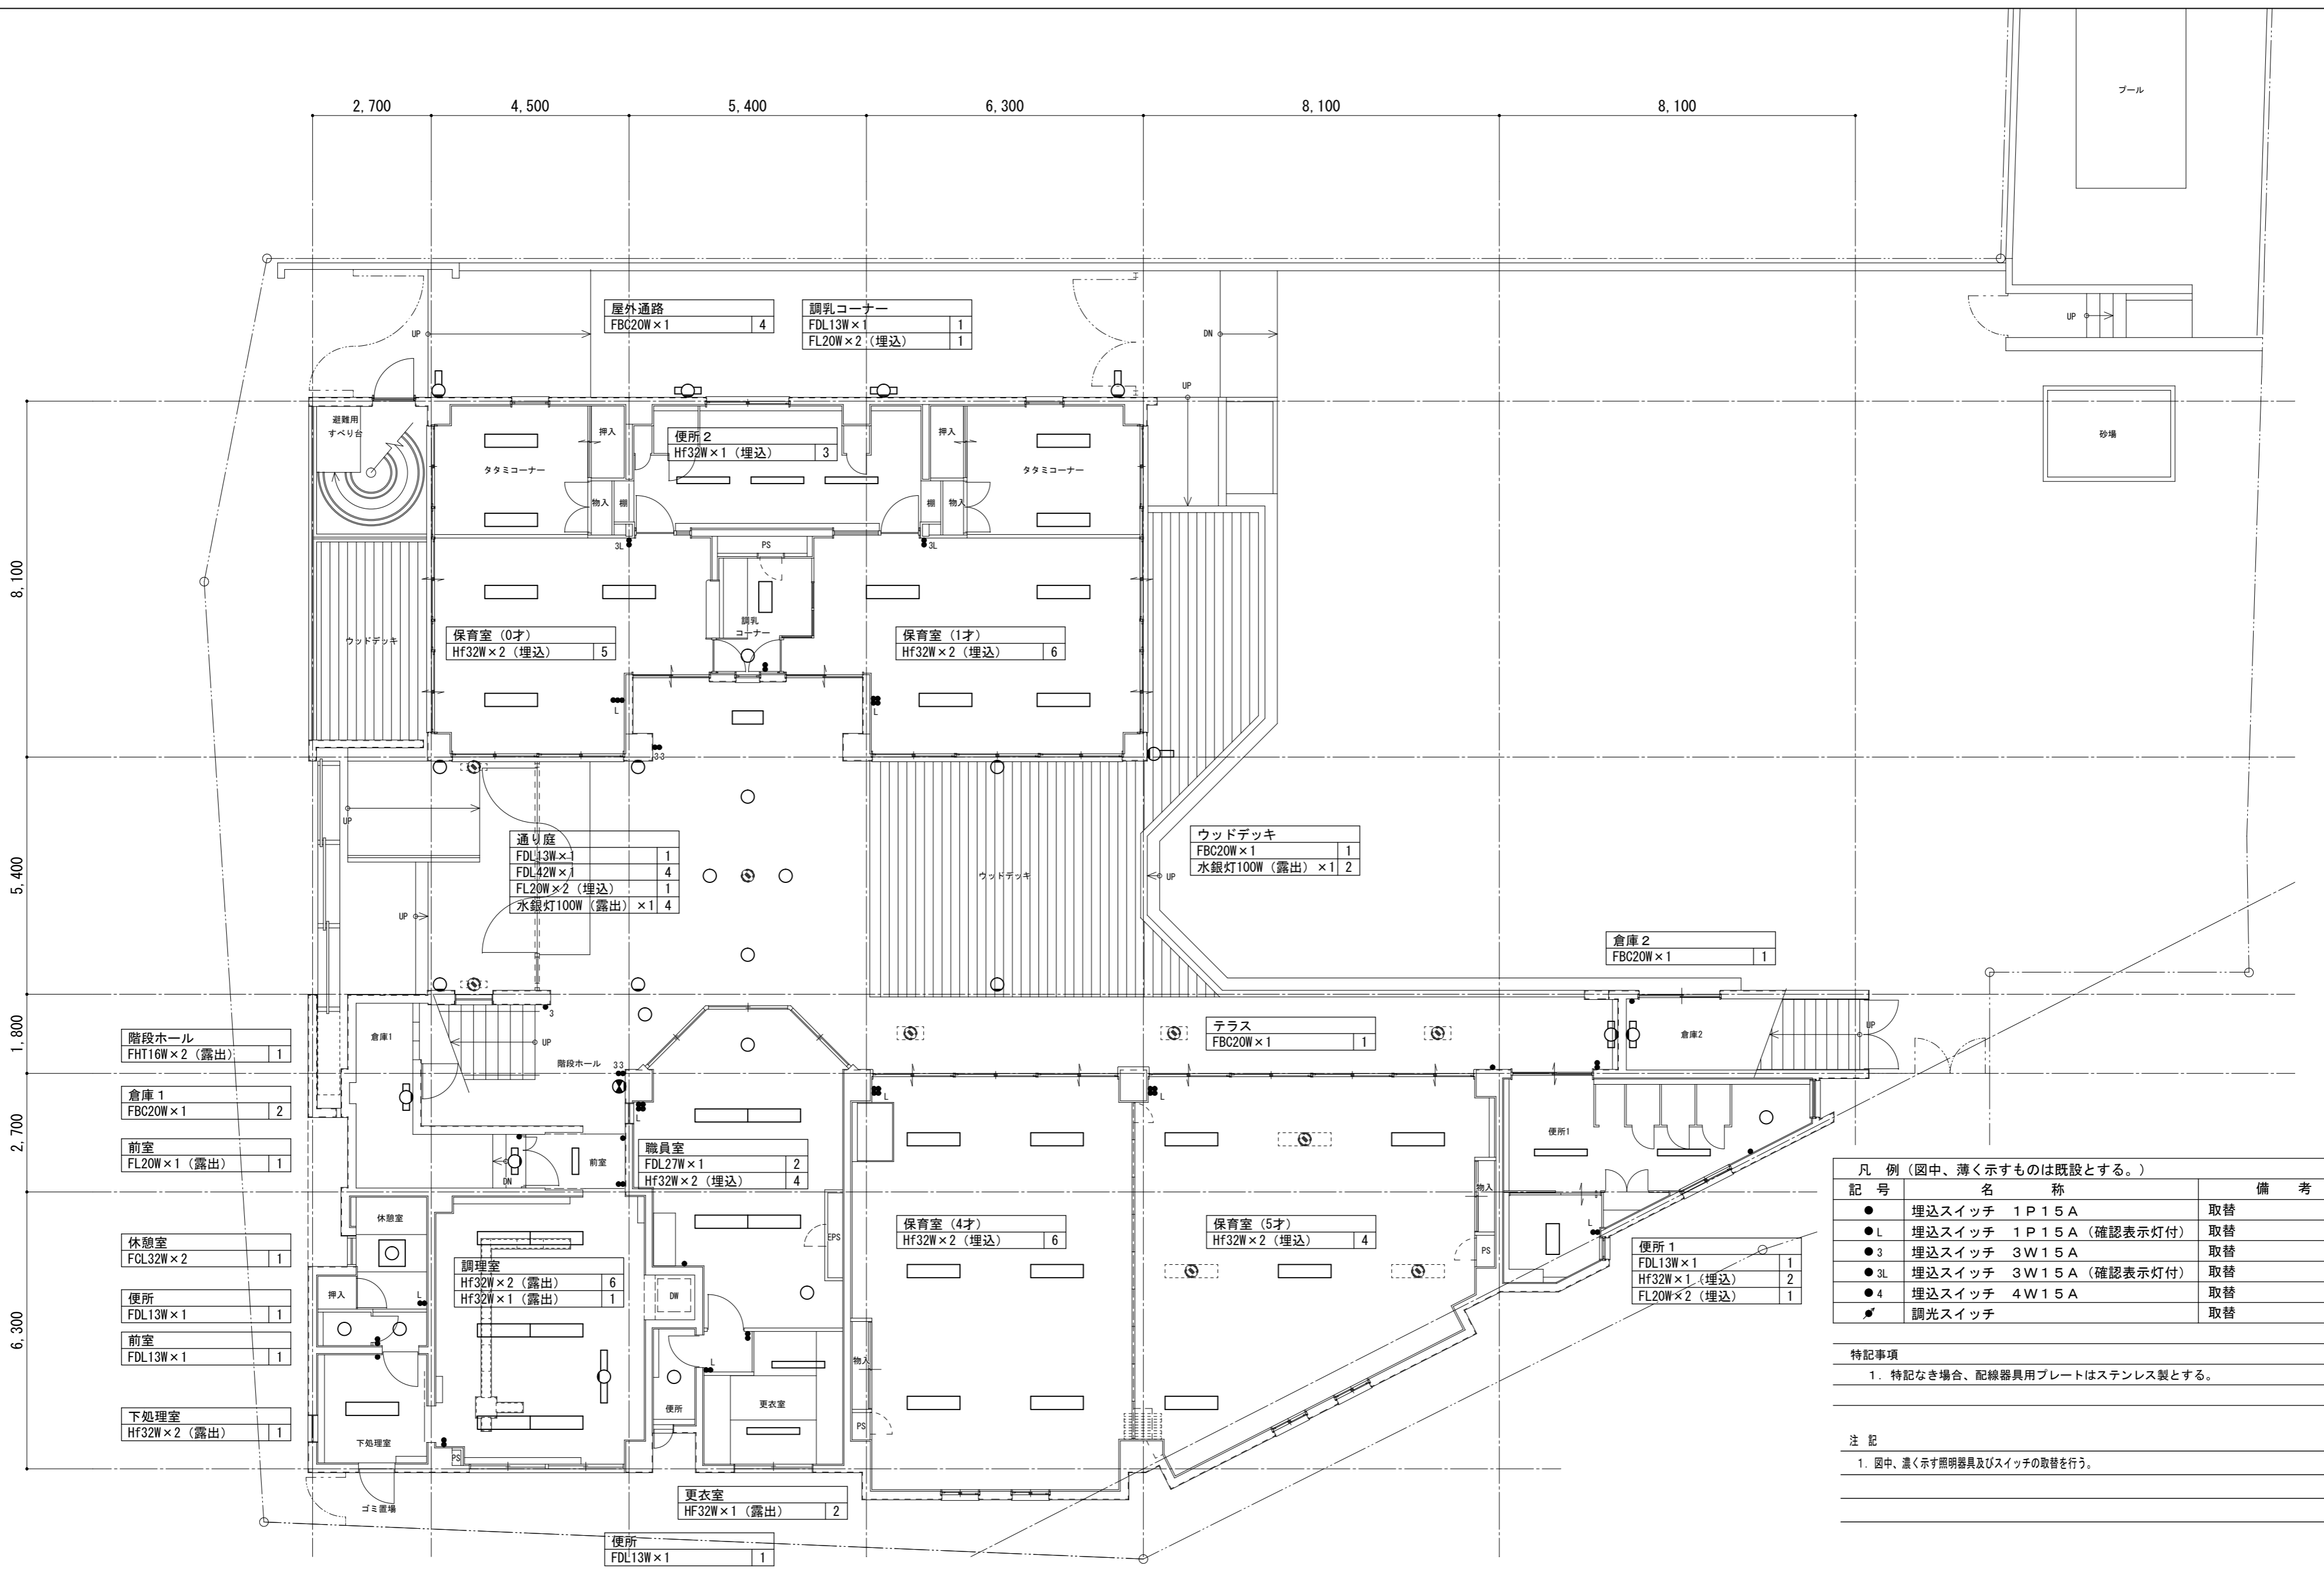 プール
2,700 4,500 5,400 6,300 8,100 8,100
屋外通路
FBC20W×1 4
調乳コーナー
FDL13W×1 1
FL20W×2（埋込） 1
UP
DN
UP
UP
避難用
すべり台
押入
便所２
Hf32W×1（埋込） 3
押入
砂場
タタミコーナー
タタミコーナー
物入
棚
棚
物入
3L
PS
3L
8,100
ウッドデッキ
保育室（0才）
Hf32W×2（埋込） 5
調乳
コーナー
保育室（1才）
Hf32W×2（埋込） 6
L
L
33
UP
通り庭
FDL13W×1 1
FDL42W×1 4
FL20W×2（埋込） 1
水銀灯100W（露出）×1 4
ウッドデッキ
FBC20W×1 1
水銀灯100W（露出）×1 2
5,400
ウッドデッキ
UP
UP
倉庫２
FBC20W×1 1
3
1,800
階段ホール
FHT16W×2（露出） 1
倉庫1
UP
階段ホール
33
テラス
FBC20W×1 1
倉庫2
UP
倉庫１
FBC20W×1 2
L
L
L
2,700
前室
FL20W×1（露出） 1
前室
DN
職員室
FDL27W×1 2
Hf32W×2（埋込） 4
便所1
凡　例（図中、薄く示すものは既設とする。）
記　号 名　　称 備　　考
● 埋込スイッチ　１Ｐ１５Ａ 取替
●L 埋込スイッチ　１Ｐ１５Ａ（確認表示灯付） 取替
●3 埋込スイッチ　３Ｗ１５Ａ 取替
●3L 埋込スイッチ　３Ｗ１５Ａ（確認表示灯付） 取替
●4 埋込スイッチ　４Ｗ１５Ａ 取替
調光スイッチ 取替
物入
休憩室
FCL32W×2 1
休憩室
調理室
Hf32W×2（露出） 6
Hf32W×1（露出） 1
EPS
保育室（4才）
Hf32W×2（埋込） 6
保育室（5才）
Hf32W×2（埋込） 4
PS
L
便所１
FDL13W×1 1
Hf32W×1（埋込） 2
FL20W×2（埋込） 1
6,300
便所
FDL13W×1 1
押入
L
DW
前室
FDL13W×1 1
L
物入
特記事項
1. 特記なき場合、配線器具用プレートはステンレス製とする。
下処理室
Hf32W×2（露出） 1
下処理室
PS
便所
更衣室
PS
注　記
1. 図中、濃く示す照明器具及びスイッチの取替を行う。
ゴミ置場
更衣室
HF32W×1（露出） 2
便所
FDL13W×1 1